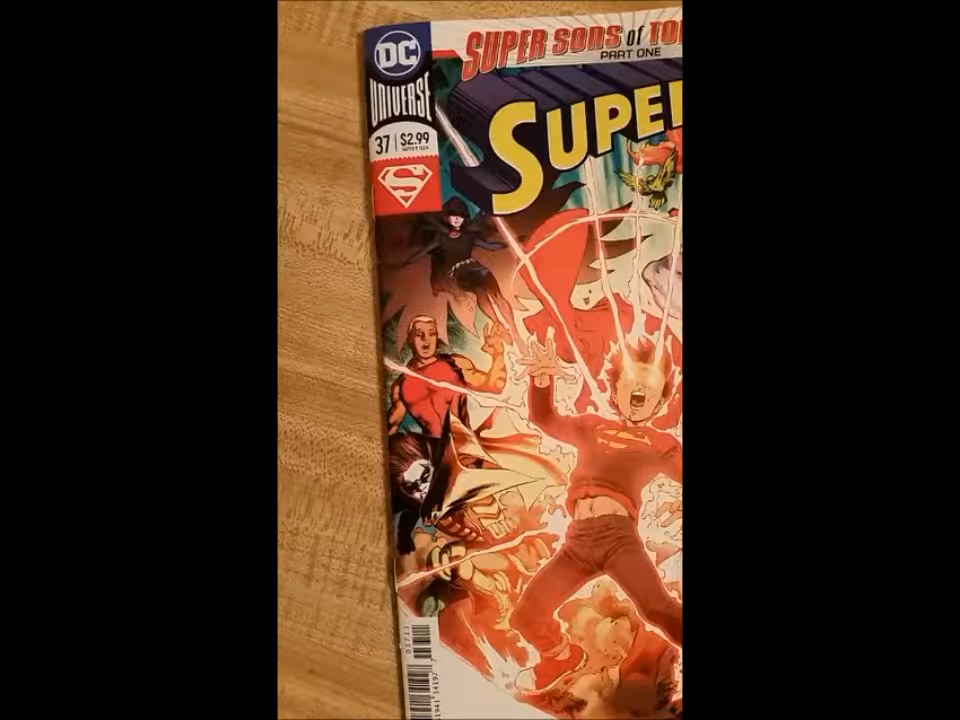 DC
UNIVERSE
SUPER SONS of TO
PART ONE
SUPE
37 | $2.99
S